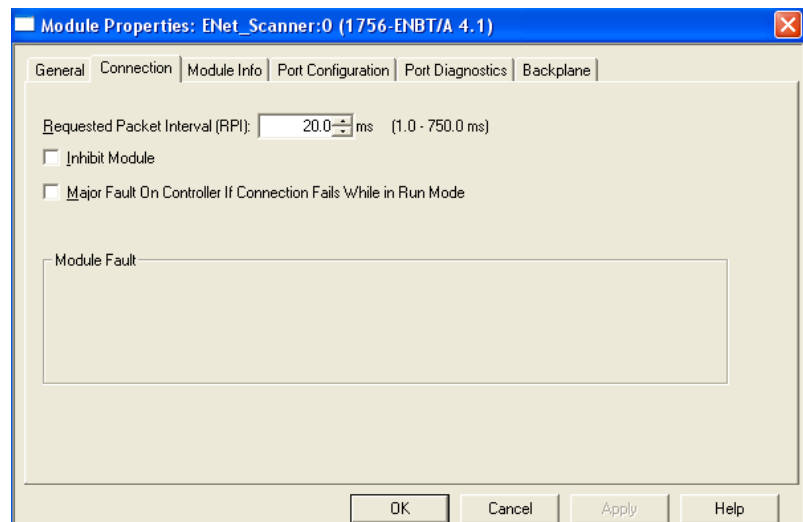 Module Properties: ENet_Scanner:0 (1756-ENBT/A 4.1)
General Connection Module Info Port Configuration Port Diagnostics Backplane
Requested Packet Interval (RPI): 20.0 ms (1.0 - 750.0 ms)
Inhibit Module
Major Fault On Controller If Connection Fails While in Run Mode
Module Fault
OK Cancel Apply Help